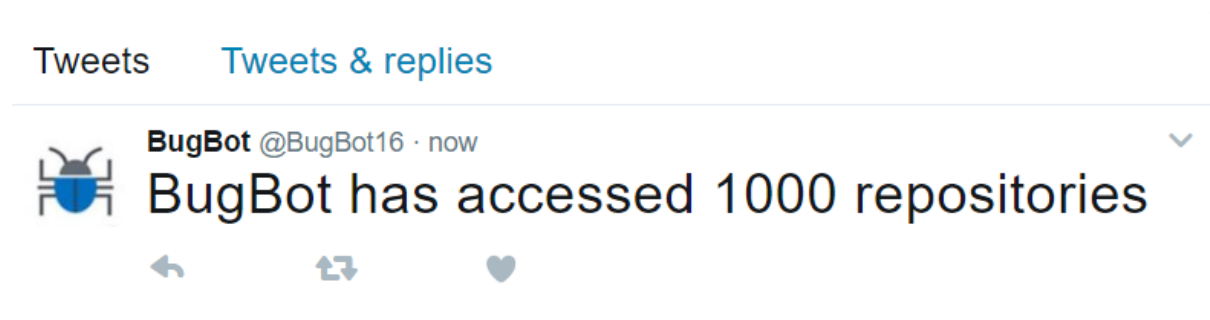 Tweets Tweets & replies
BugBot @BugBot16 · now
BugBot has accessed 1000 repositories